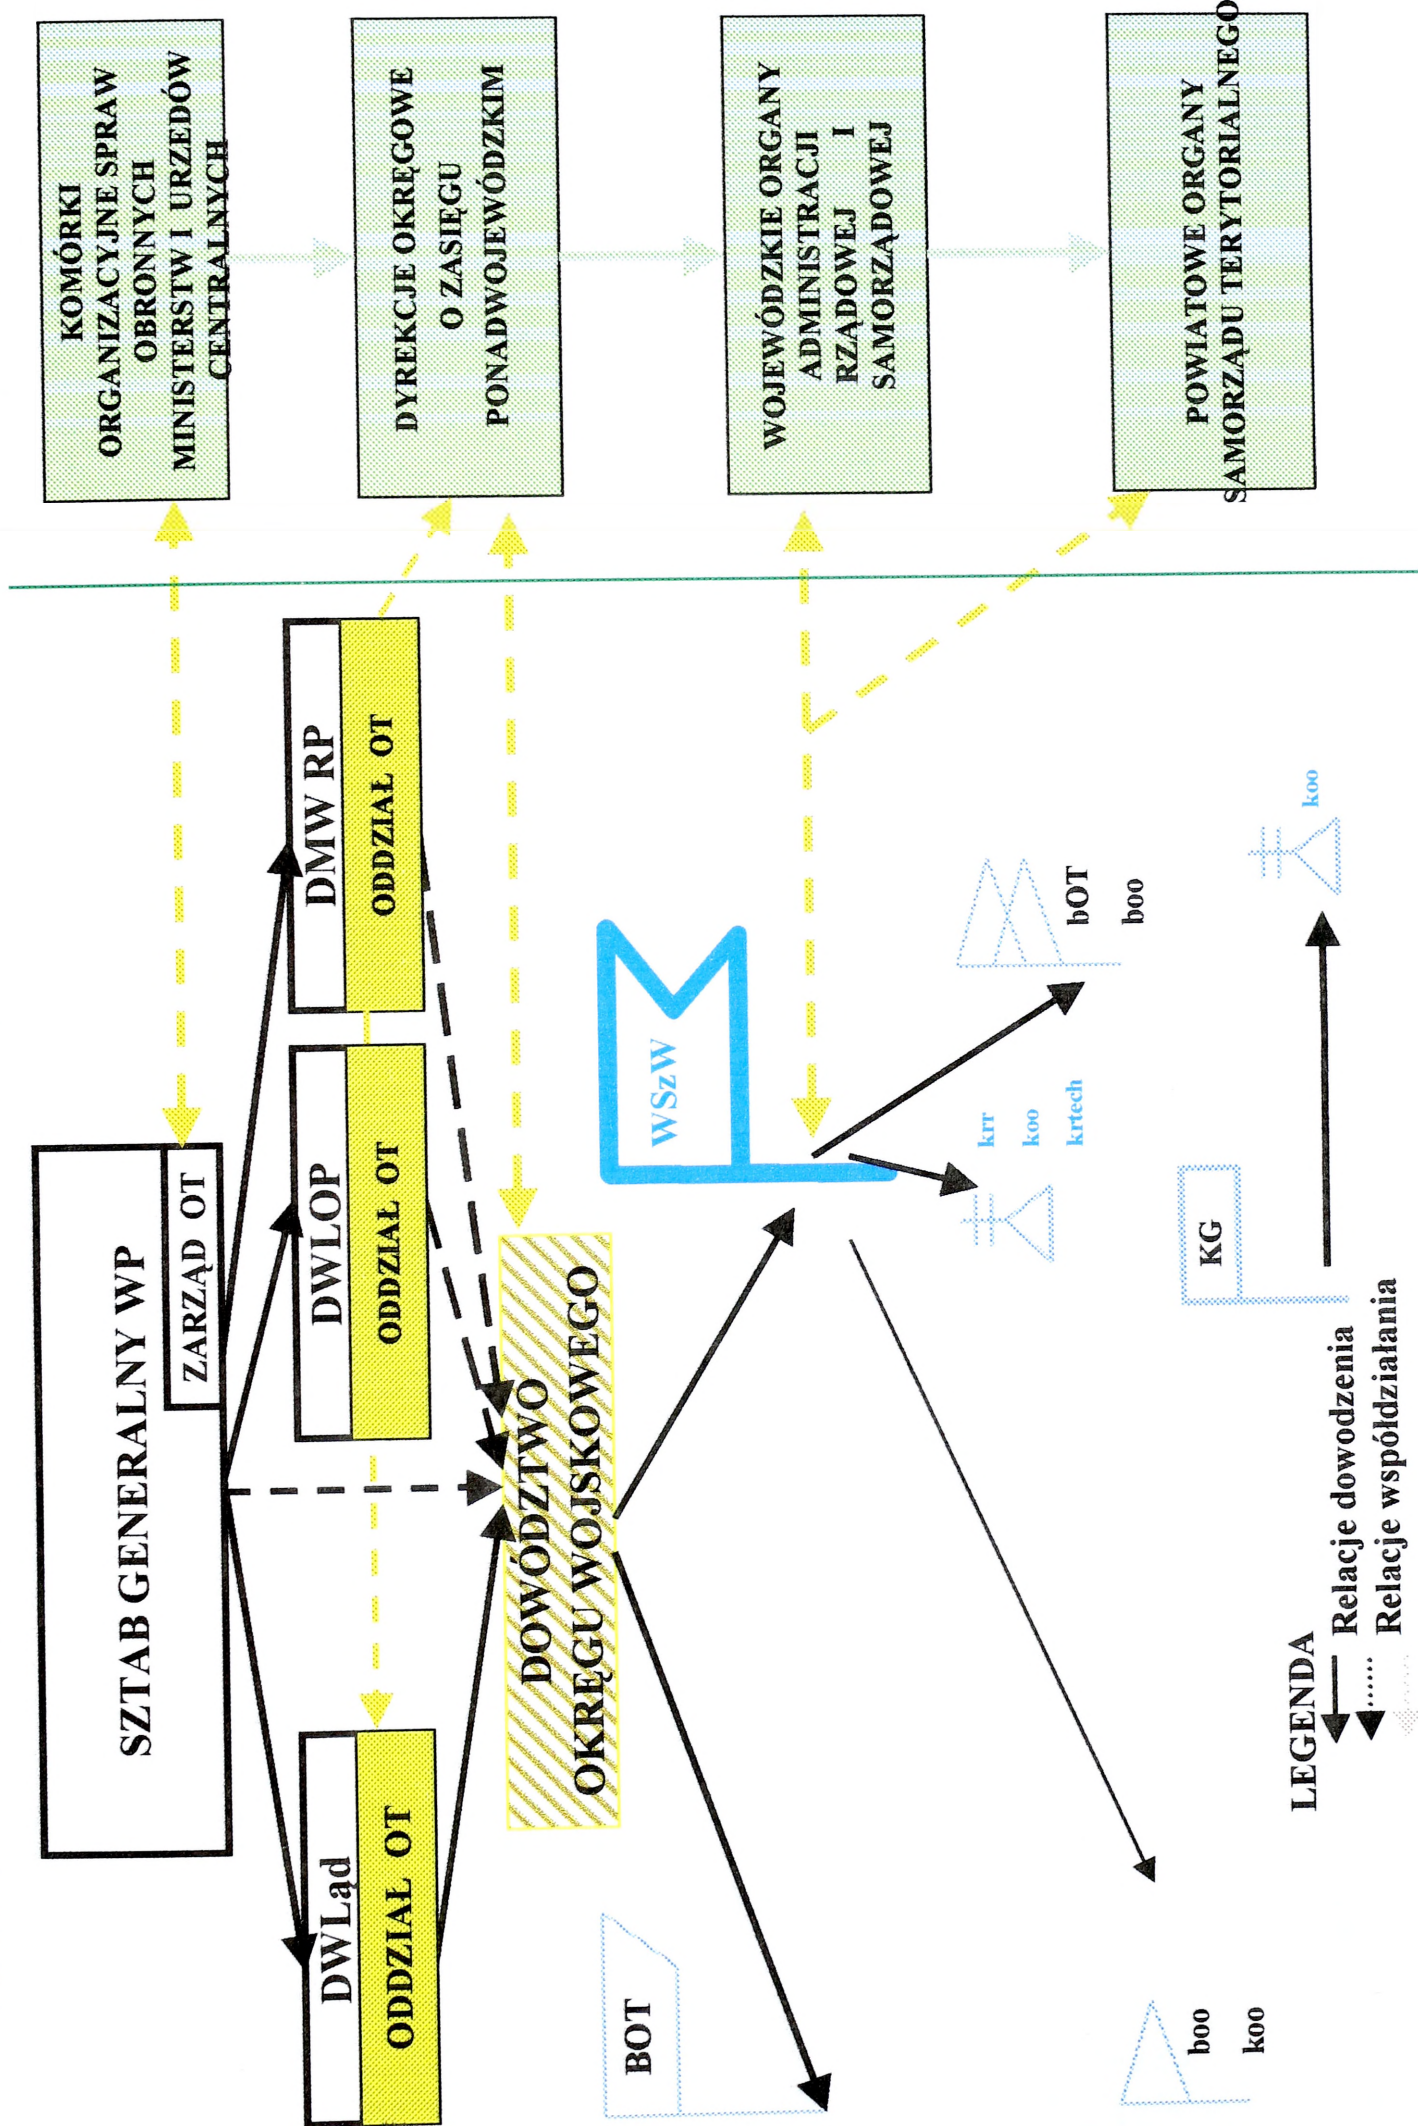 SZTAB GENERALNY WP
ZARZĄD OT
KOMÓRKI
ORGANIZACYJNE SPRAW
OBRONNYCH
MINISTERSTW I URZEDÓW
CENTRALNYCH
DWLąd
ODDZIAŁ OT
DWLOP
ODDZIAŁ OT
DMW RP
ODDZIAŁ OT
DYREKCJE OKRĘGOWE
O ZASIĘGU
PONADWOJEWÓDZKIM
DOWÓDZTWO
OKRĘGU WOJSKOWEGO
BOT
WSzW
WOJEWÓDZKIE ORGANY
ADMINISTRACJI
RZĄDOWEJ I
SAMORZĄDOWEJ
krr
koo
krtech
bOT
boo
boo
koo
KG
koo
POWIATOWE ORGANY
SAMORZĄDU TERYTORIALNEGO
LEGENDA
Relacje dowodzenia
Relacje współdziałania